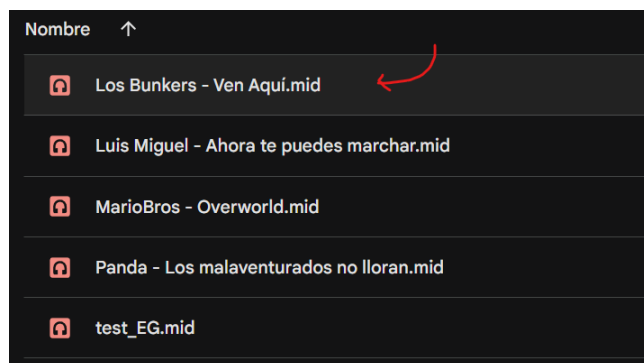 Nombre
Los Bunkers - Ven Aquí.mid
Luis Miguel - Ahora te puedes marchar.mid
MarioBros - Overworld.mid
Panda - Los malaventurados no lloran.mid
test_EG.mid